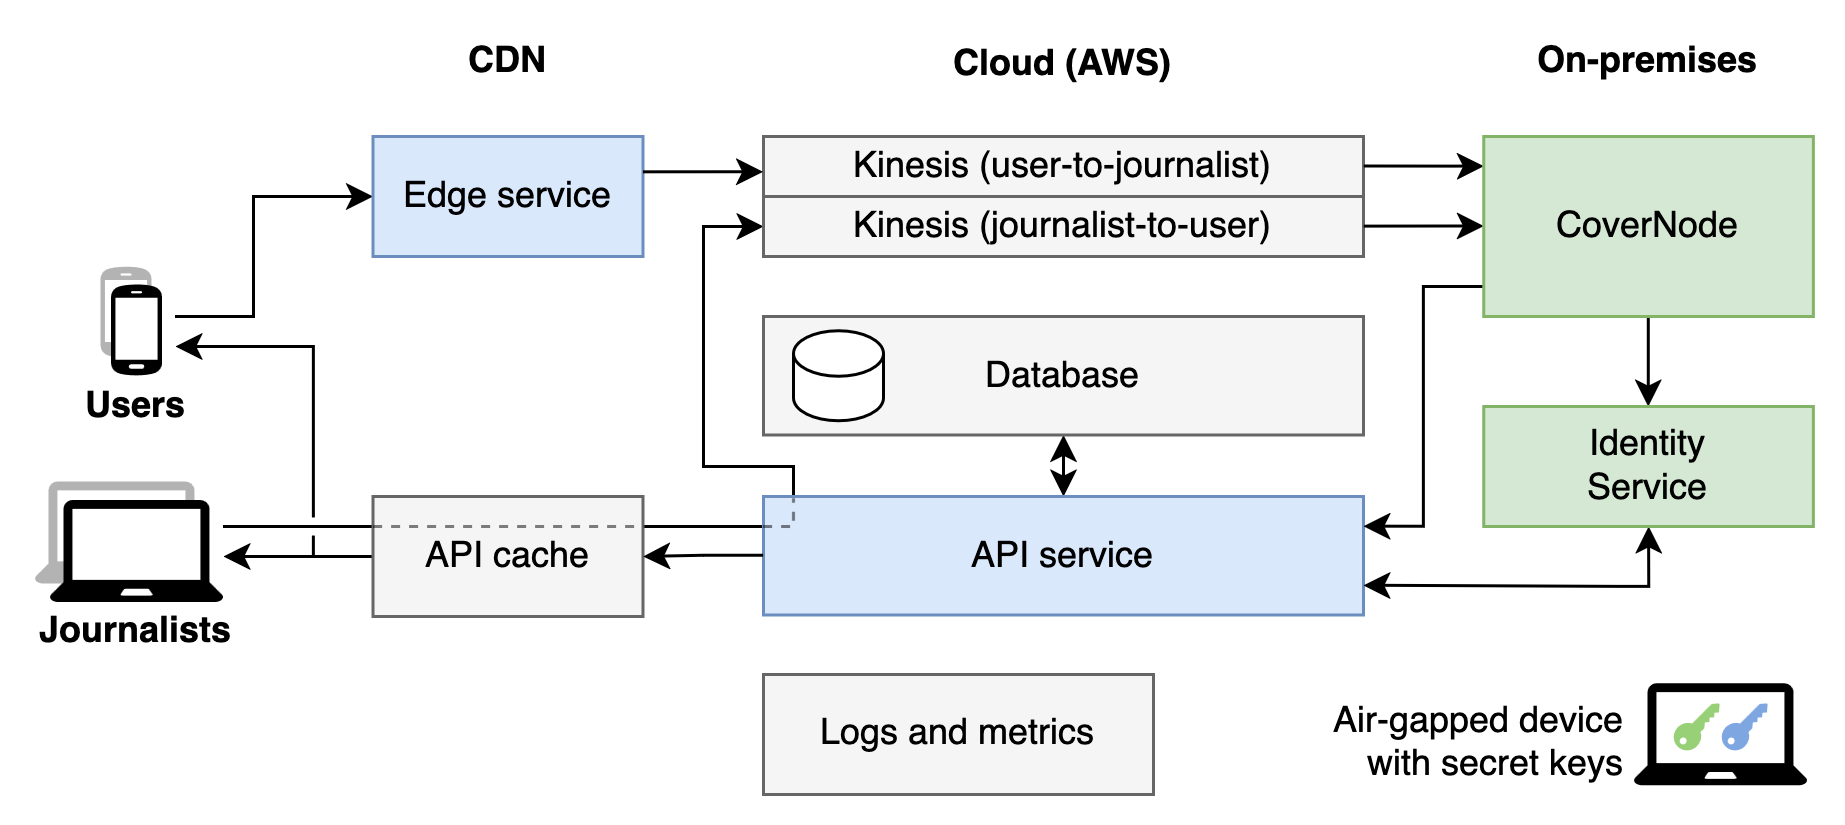 CDN
Cloud (AWS)
On-premises
Edge service
Kinesis (user-to-journalist)
Kinesis (journalist-to-user)
CoverNode
Users
Database
Identity
Service
API cache
API service
Journalists
Logs and metrics
Air-gapped device
with secret keys